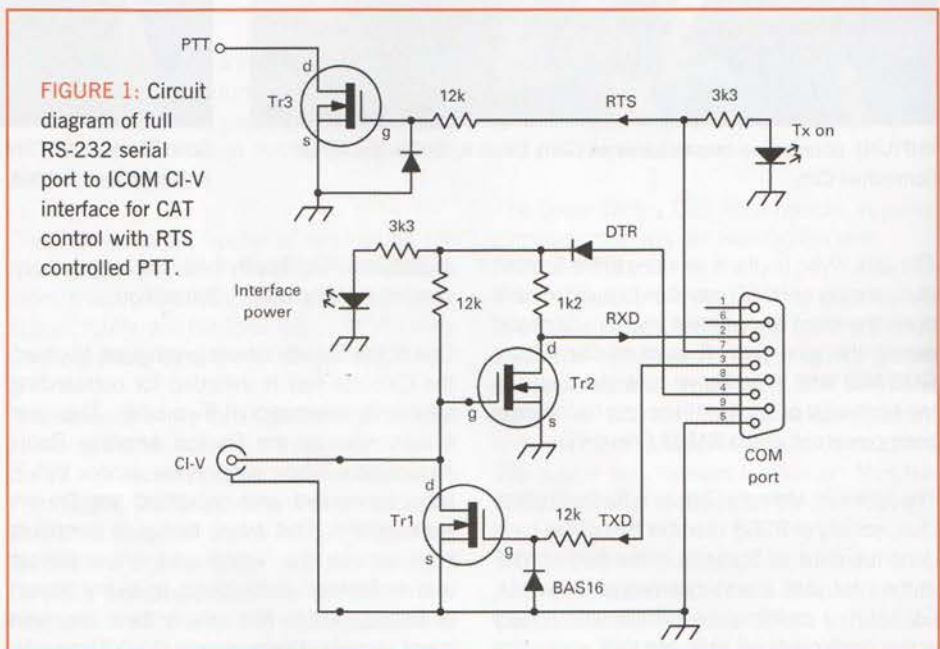 PTT
d
Tr3
s
g
12k
RTS
3k3
Tx on
FIGURE 1: Circuit
diagram of full
RS-232 serial
port to ICOM CI-V
interface for CAT
control with RTS
controlled PTT.
3k3
DTR
Interface
power
12k
1k2
RXD
d
Tr2
g
s
1
6
2
7
3
8
4
9
5
COM
port
CI-V
d
Tr1
s
g
12k
TXD
BAS16